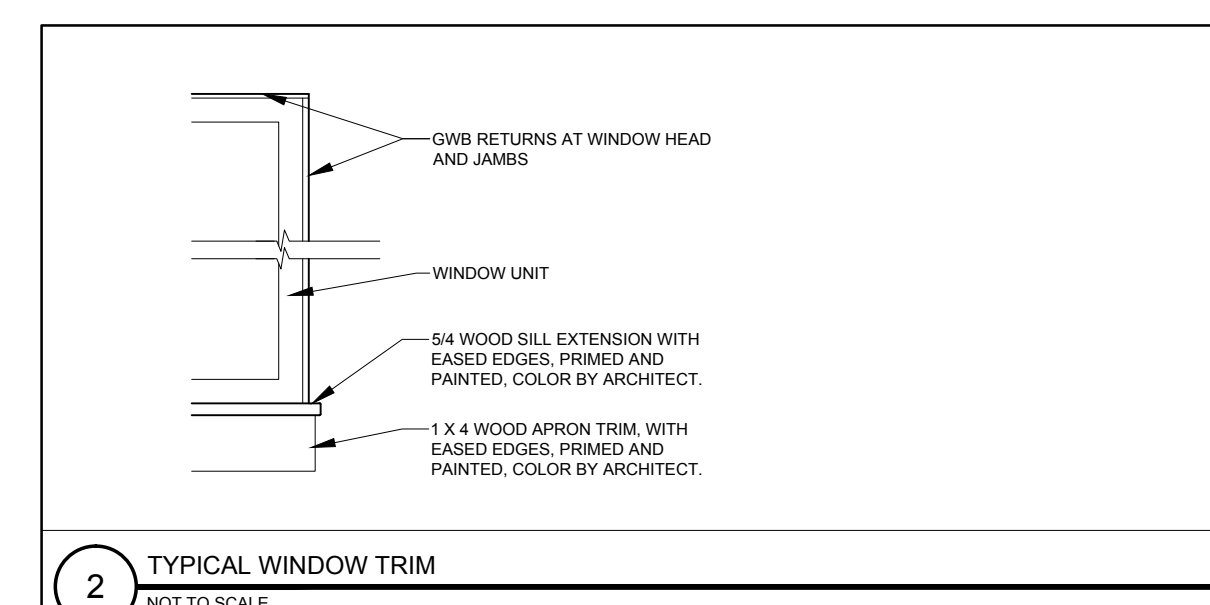 GWB RETURNS AT WINDOW HEAD
AND JAMBS
WINDOW UNIT
5/4 WOOD SILL EXTENSION WITH
EASED EDGES, PRIMED AND
PAINTED, COLOR BY ARCHITECT.
1 X 4 WOOD APRON TRIM, WITH
EASED EDGES, PRIMED AND
PAINTED, COLOR BY ARCHITECT.
2
TYPICAL WINDOW TRIM
NOT TO SCALE